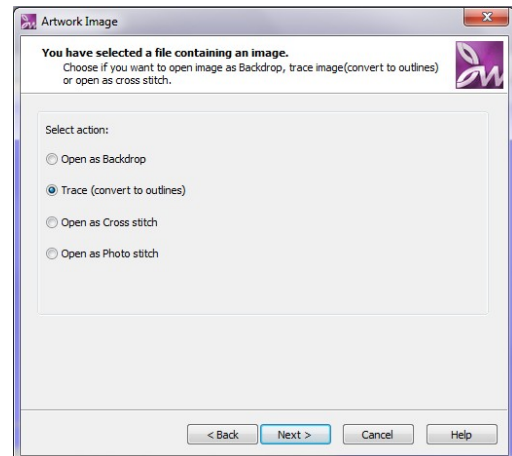 Artwork Image
You have selected a file containing an image.
Choose if you want to open image as Backdrop, trace image(convert to outlines)
or open as cross stitch.
Select action:
Open as Backdrop
Trace (convert to outlines)
Open as Cross stitch
Open as Photo stitch
< Back Next > Cancel Help